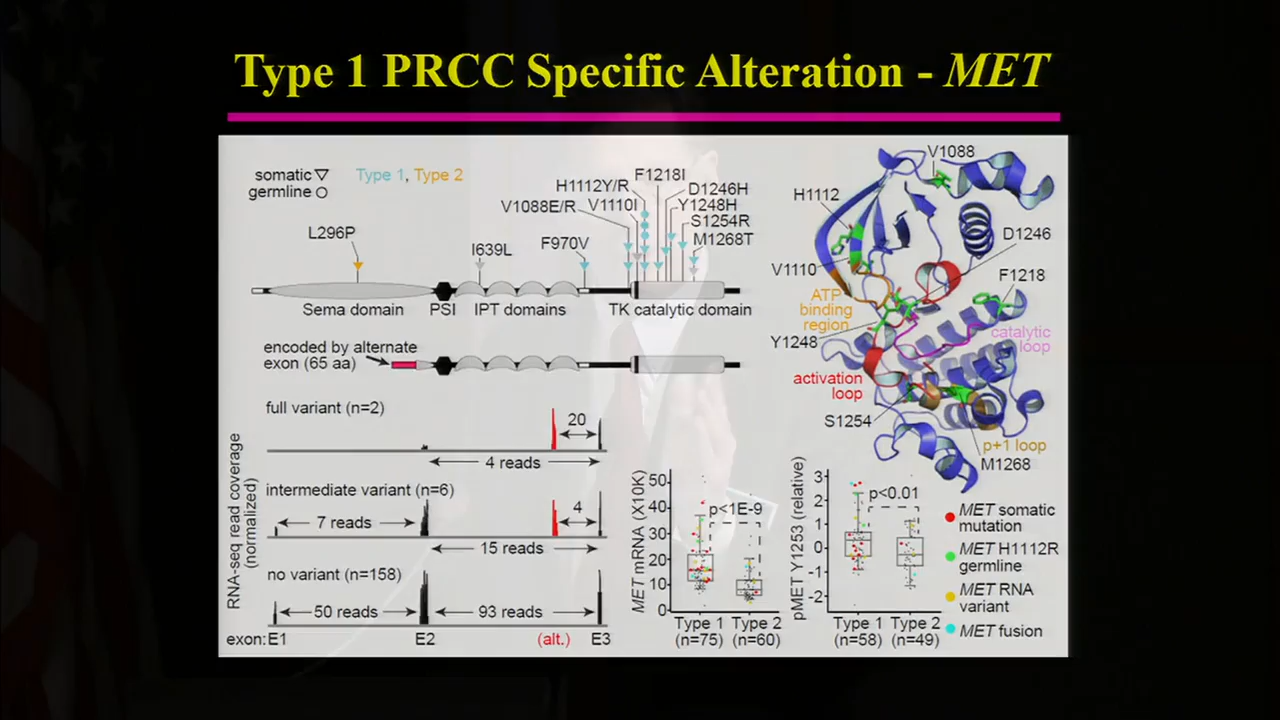 Type 1 PRCC Specific Alteration - MET
somatic ▽
germline ○
Type 1, Type 2
L296P
I639L
F970V
V1088E/R
H1112Y/R
V1110I
F1218I
D1246H
Y1248H
S1254R
M1268T
Sema domain
PSI
IPT domains
TK catalytic domain
encoded by alternate
exon (65 aa)
RNA-seq read coverage
(normalized)
full variant (n=2)
20
4 reads
intermediate variant (n=6)
7 reads
4
15 reads
no variant (n=158)
50 reads
93 reads
exon: E1
E2
(alt.)
E3
V1088
H1112
D1246
V1110
F1218
ATP
binding
region
Y1248
catalytic
loop
activation
loop
S1254
p+1 loop
M1268
MET mRNA (X10K)
50
40
30
20
10
0
p<1E-9
Type 1
(n=75)
Type 2
(n=60)
pMET Y1253 (relative)
3
2
1
0
-1
-2
p<0.01
Type 1
(n=58)
Type 2
(n=49)
MET somatic
mutation
MET H1112R
germline
MET RNA
variant
MET fusion